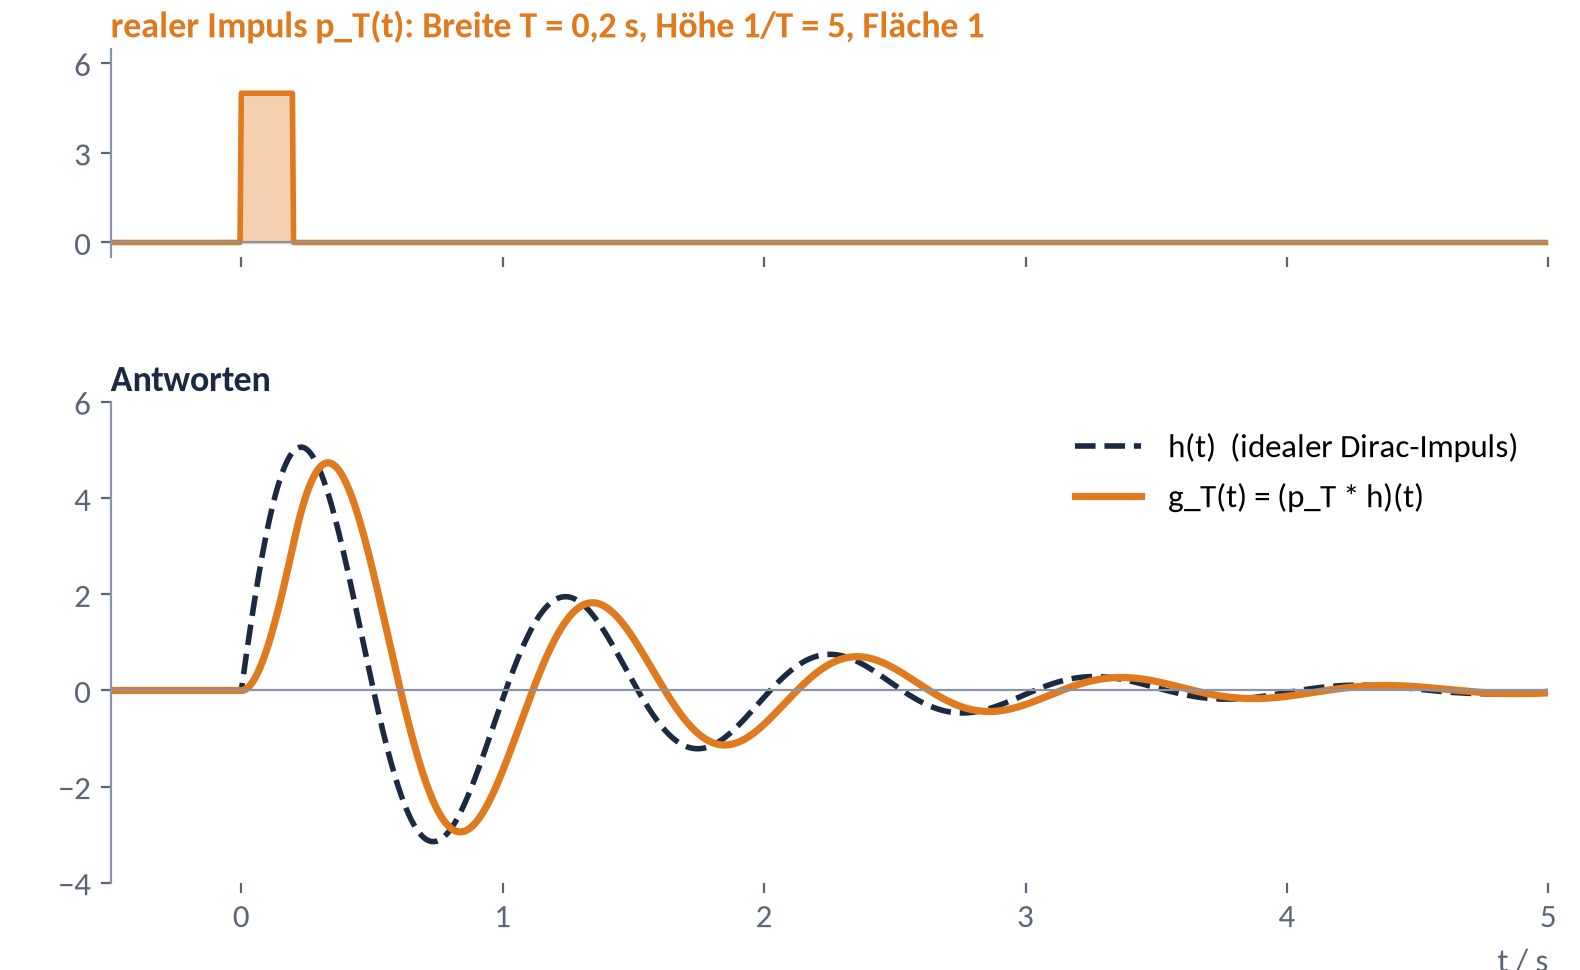 realer Impuls p_T(t): Breite T = 0,2 s, Höhe 1/T = 5, Fläche 1
6
3
0
Antworten
6
4
2
0
−2
−4
h(t)  (idealer Dirac-Impuls)
g_T(t) = (p_T * h)(t)
0 1 2 3 4 5
t / s